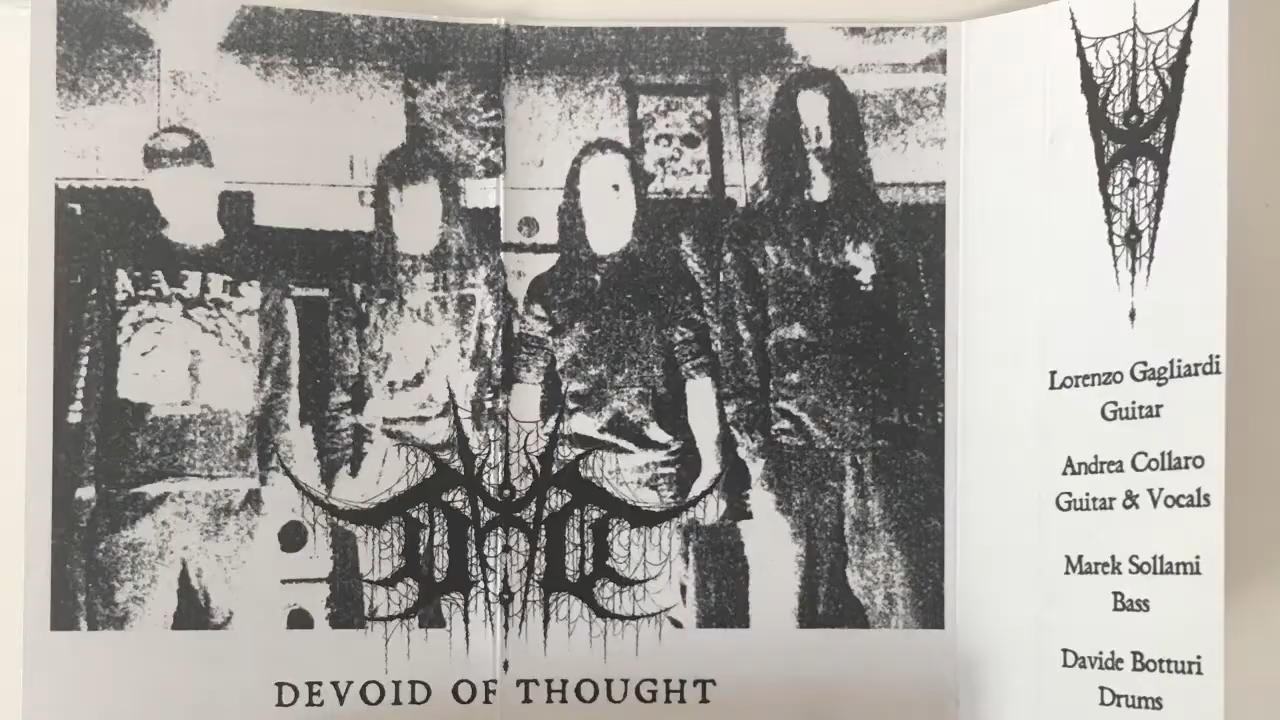 DEVOID OF THOUGHT
Lorenzo Gagliardi
Guitar
Andrea Collaro
Guitar & Vocals
Marek Sollami
Bass
Davide Botturi
Drums